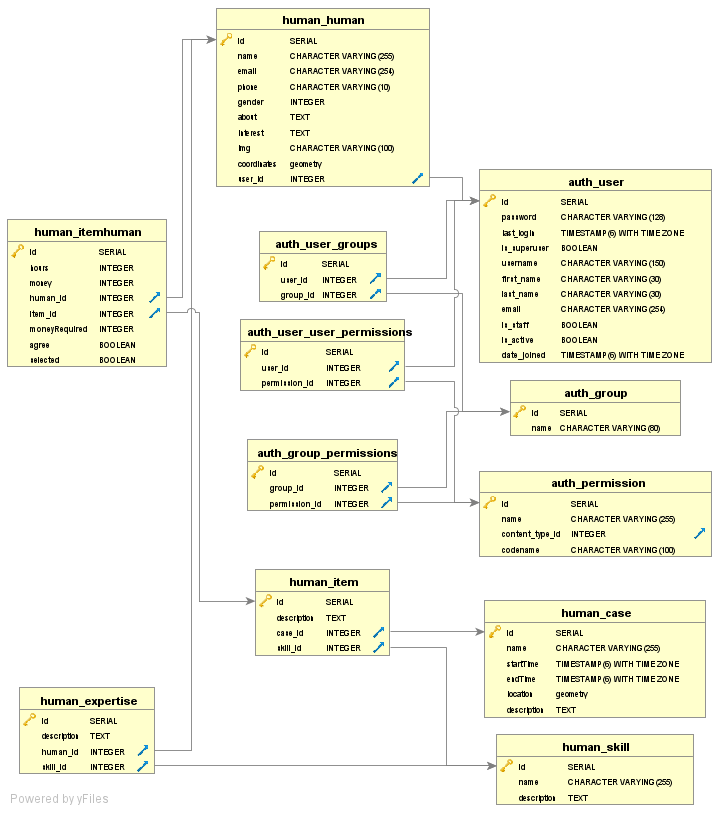 human_human
id SERIAL
name CHARACTER VARYING(255)
email CHARACTER VARYING(254)
phone CHARACTER VARYING(10)
gender INTEGER
about TEXT
interest TEXT
img CHARACTER VARYING(100)
coordinates geometry
user_id INTEGER
auth_user
id SERIAL
password CHARACTER VARYING(128)
last_login TIMESTAMP(6) WITH TIME ZONE
is_superuser BOOLEAN
username CHARACTER VARYING(150)
first_name CHARACTER VARYING(30)
last_name CHARACTER VARYING(30)
email CHARACTER VARYING(254)
is_staff BOOLEAN
is_active BOOLEAN
date_joined TIMESTAMP(6) WITH TIME ZONE
human_itemhuman
id SERIAL
hours INTEGER
money INTEGER
human_id INTEGER
item_id INTEGER
moneyRequired INTEGER
agree BOOLEAN
selected BOOLEAN
auth_user_groups
id SERIAL
user_id INTEGER
group_id INTEGER
auth_user_user_permissions
id SERIAL
user_id INTEGER
permission_id INTEGER
auth_group
id SERIAL
name CHARACTER VARYING(80)
auth_group_permissions
id SERIAL
group_id INTEGER
permission_id INTEGER
auth_permission
id SERIAL
name CHARACTER VARYING(255)
content_type_id INTEGER
codename CHARACTER VARYING(100)
human_item
id SERIAL
description TEXT
case_id INTEGER
skill_id INTEGER
human_case
id SERIAL
name CHARACTER VARYING(255)
startTime TIMESTAMP(6) WITH TIME ZONE
endTime TIMESTAMP(6) WITH TIME ZONE
location geometry
description TEXT
human_expertise
id SERIAL
description TEXT
human_id INTEGER
skill_id INTEGER
human_skill
id SERIAL
name CHARACTER VARYING(255)
description TEXT
Powered by yFiles